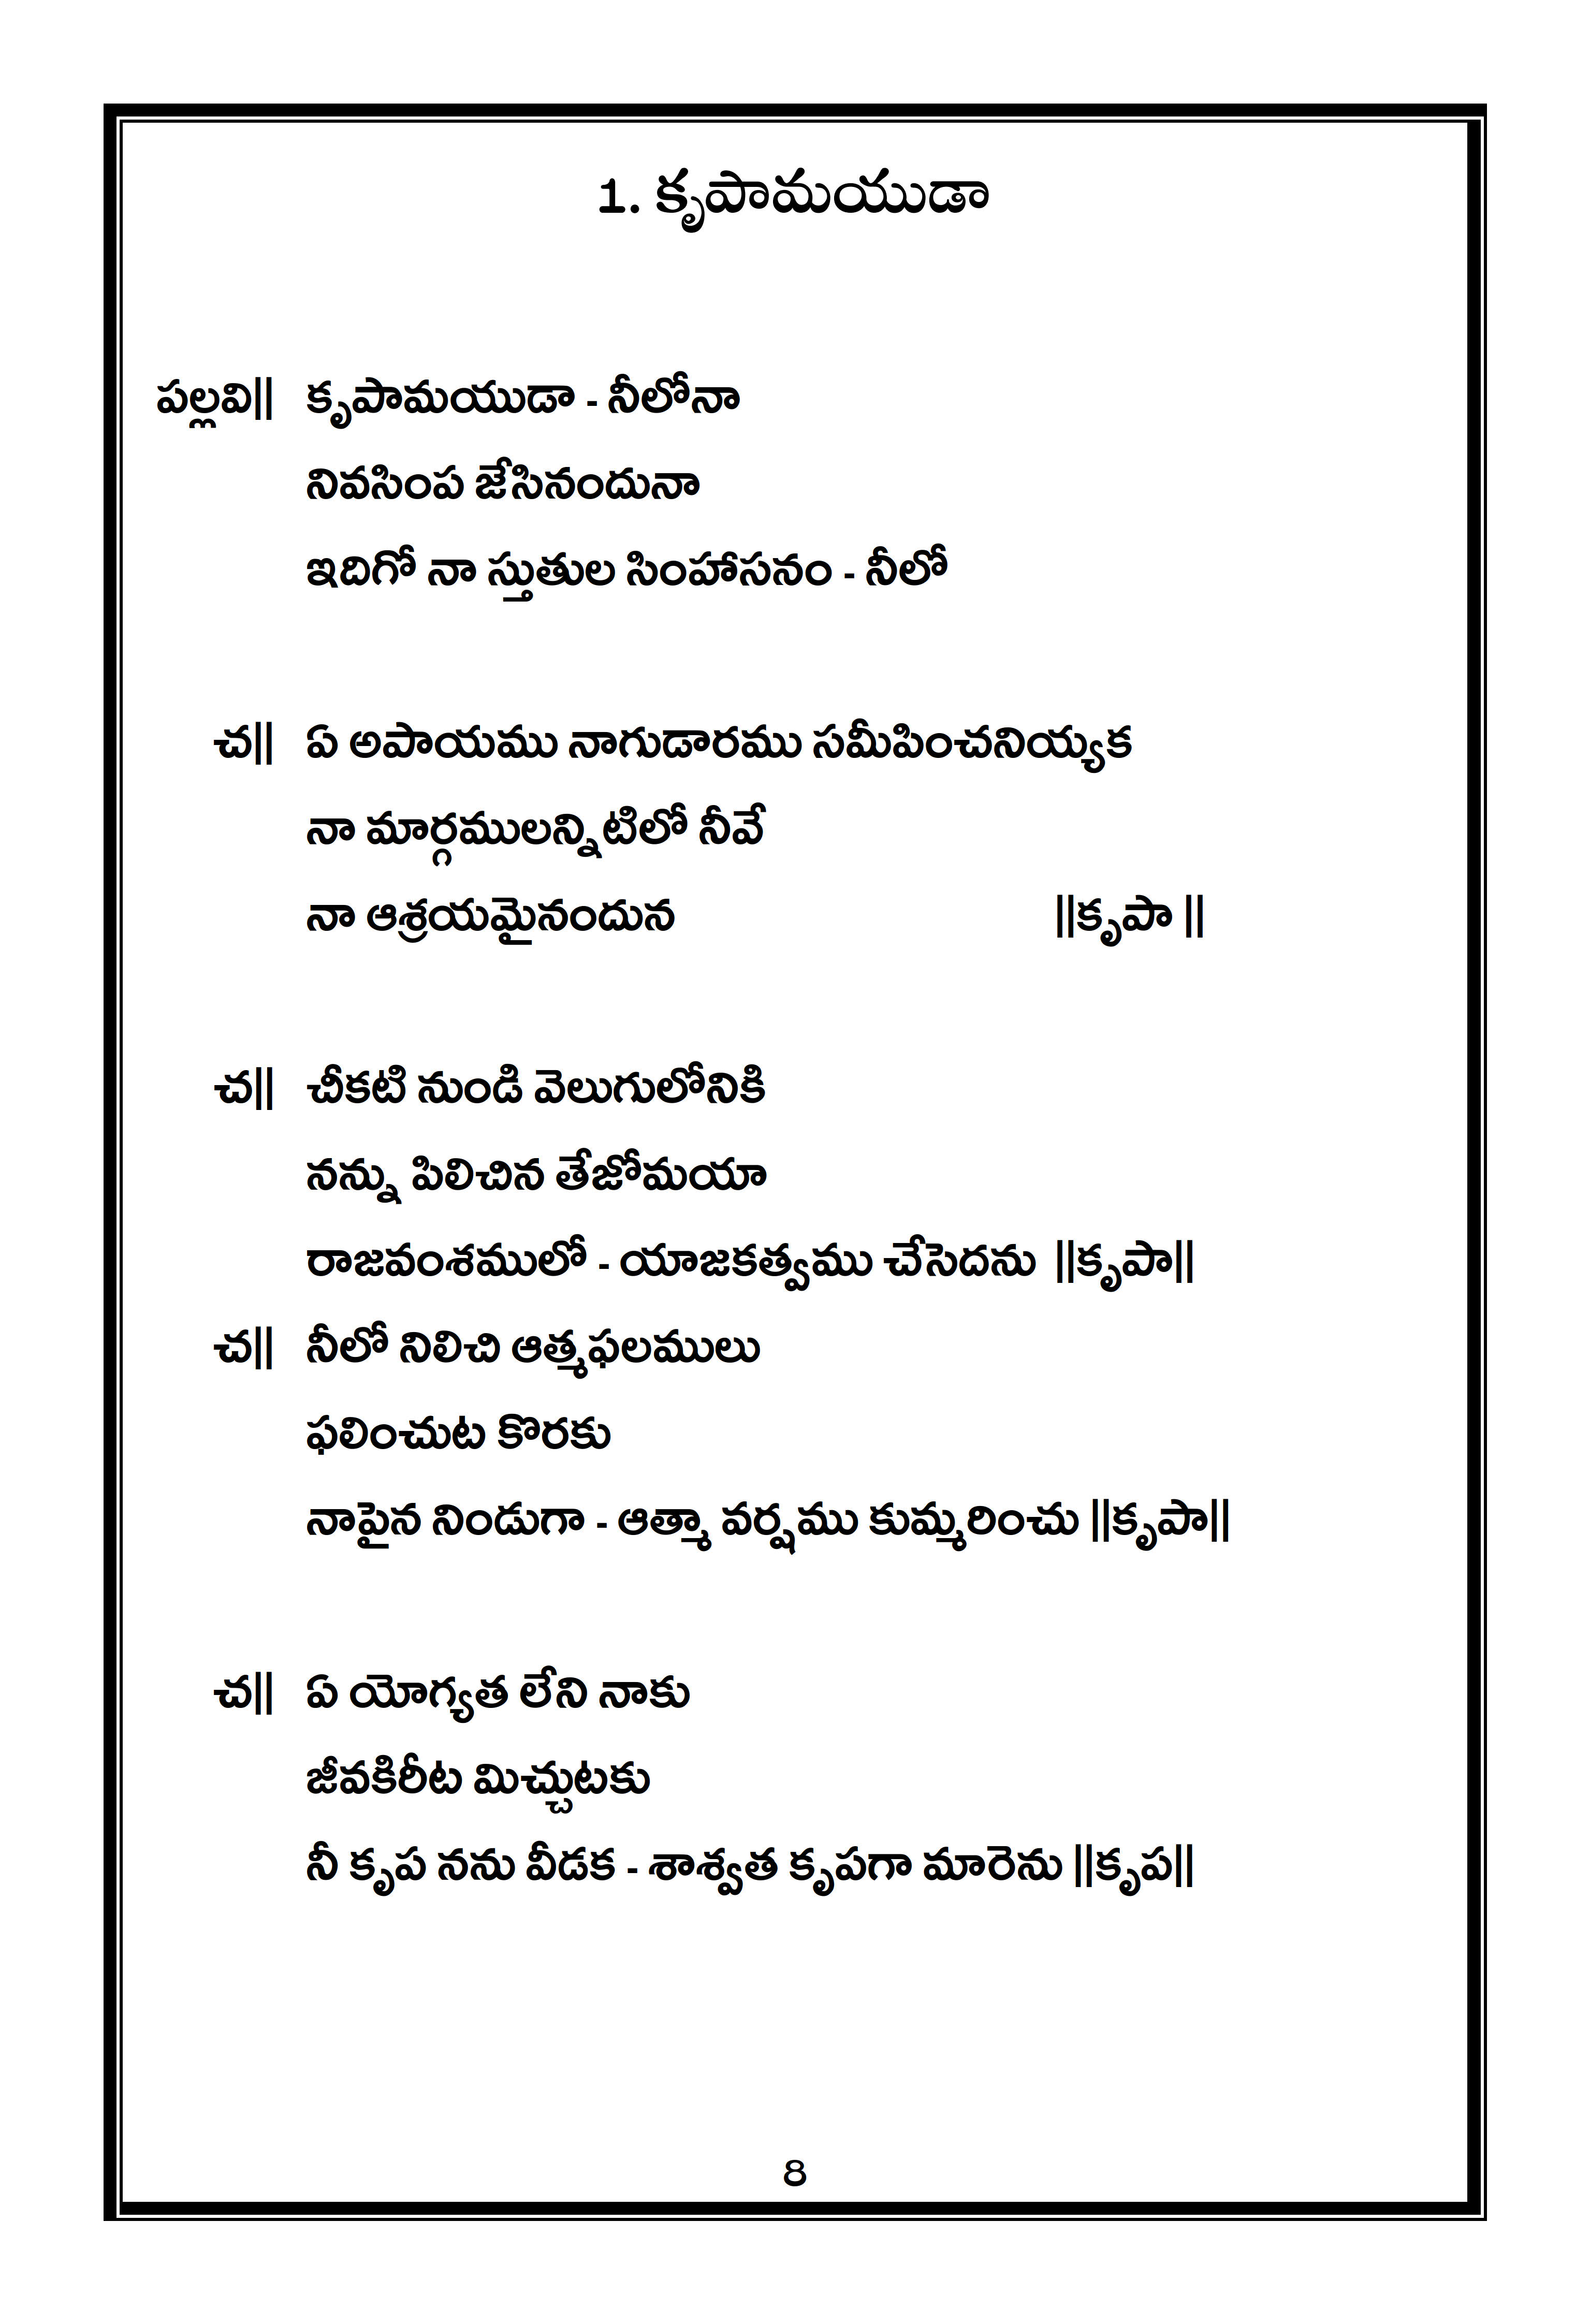 1. కృపామయుడా
పల్లవి|| కృపామయుడా - నీలోనా
నివసింప జేసినందునా
ఇదిగో నా స్తుతుల సింహాసనం - నీలో
చ|| ఏ అపాయము నాగుడారము సమీపించనియ్యక
నా మార్గములన్నిటిలో నీవే
నా ఆశ్రయమైనందున ||కృపా ||
చ|| చీకటి నుండి వెలుగులోనికి
నన్ను పిలిచిన తేజోమయా
రాజవంశములో - యాజకత్వము చేసెదను ||కృపా||
చ|| నీలో నిలిచి ఆత్మఫలములు
ఫలించుట కొరకు
నాపైన నిండుగా - ఆత్మా వర్షము కుమ్మరించు ||కృపా||
చ|| ఏ యోగ్యత లేని నాకు
జీవకిరీట మిచ్చుటకు
నీ కృప నను వీడక - శాశ్వత కృపగా మారెను ||కృప||
8